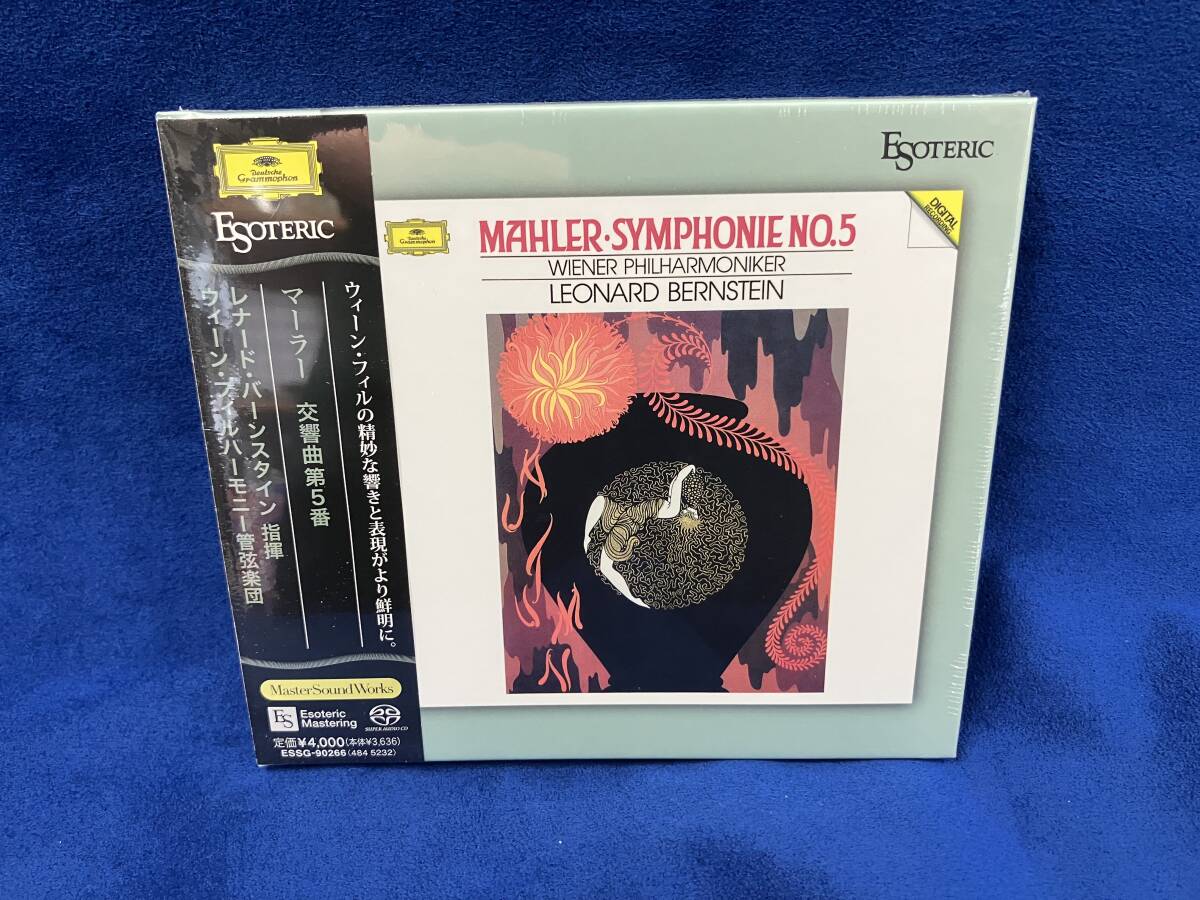 Deutsche
Grammophon
ESOTERIC
ウィーン・フィルの精妙な響きと表現がより鮮明に。
マーラー 交響曲第5番
レナード・バーンスタイン 指揮
ウィーン・フィルハーモニー管弦楽団
MasterSoundWorks
ES
Esoteric
Mastering
SUPER AUDIO CD
定価¥4,000(本体¥3,636)
ESSG-90266(484 5232)
ESOTERIC
Deutsche
Grammophon
MAHLER·SYMPHONIE NO.5
WIENER PHILHARMONIKER
LEONARD BERNSTEIN
DIGITAL
RECORDING